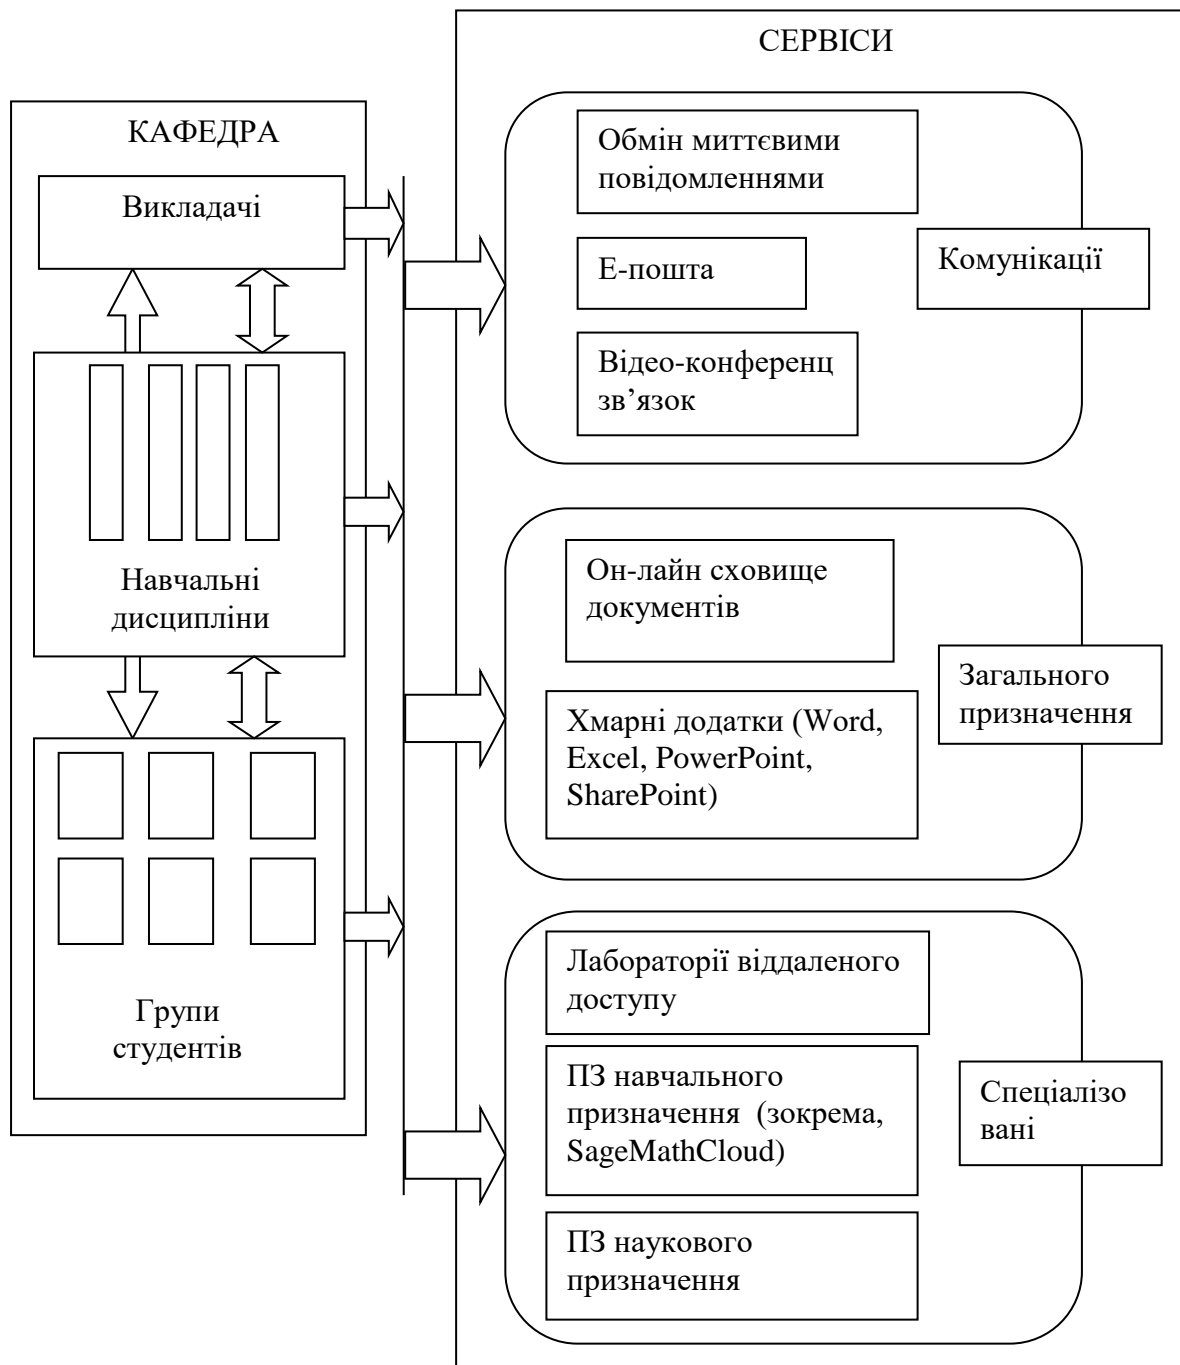 СЕРВІСИ
КАФЕДРА
Викладачі
Навчальні
дисципліни
Групи
студентів
Обмін миттєвими
повідомленнями
Е-пошта
Відео-конференц
зв’язок
Комунікації
Он-лайн сховище
документів
Хмарні додатки (Word,
Excel, PowerPoint,
SharePoint)
Загального
призначення
Лабораторії віддаленого
доступу
ПЗ навчального
призначення (зокрема,
SageMathCloud)
ПЗ наукового
призначення
Спеціалізо
вані